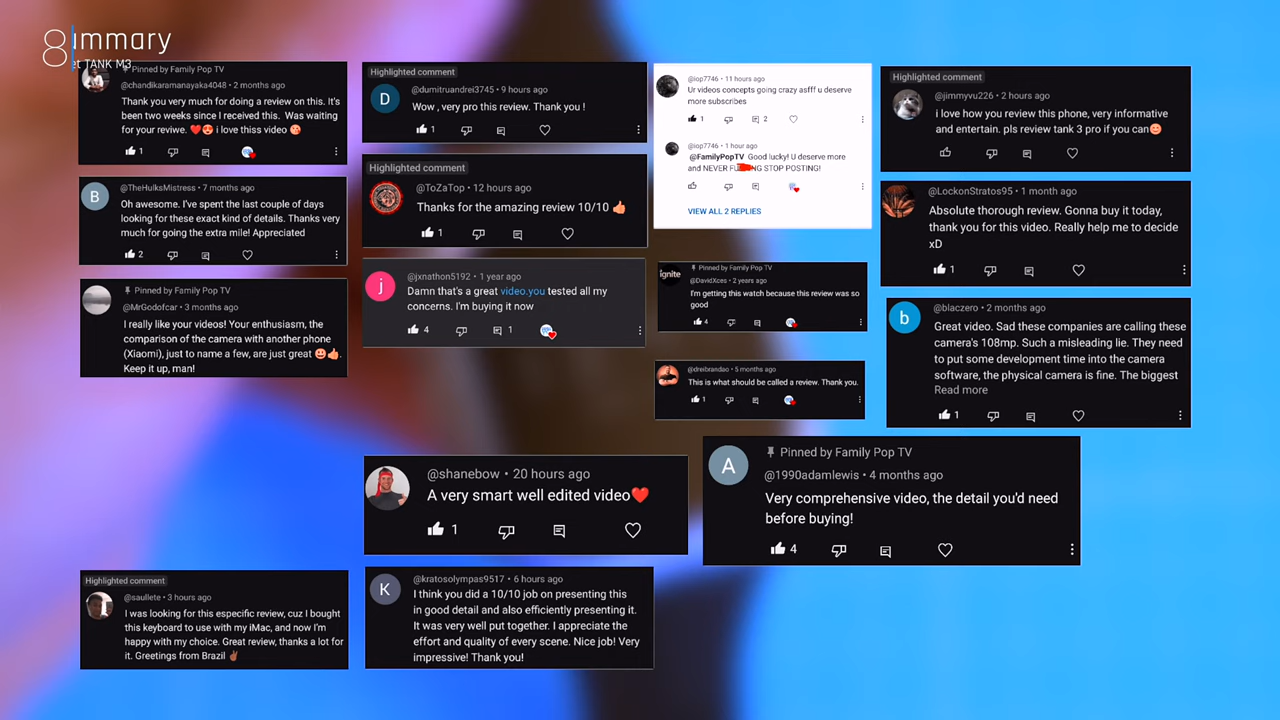 8
ummary
et TANK M3
Pinned by Family Pop TV
@chandikaramanayaka4048 • 2 months ago
Thank you very much for doing a review on this. It's
been two weeks since I received this. Was waiting
for your reviwe. ❤️😍 i love thiss video 😘
1
B
@TheHulksMistress • 7 months ago
Oh awesome. I've spent the last couple of days
looking for these exact kind of details. Thanks very
much for going the extra mile! Appreciated
2
Pinned by Family Pop TV
@MrGodofcar • 3 months ago
I really like your videos! Your enthusiasm, the
comparison of the camera with another phone
(Xiaomi), just to name a few, are just great 😀👍.
Keep it up, man!
Highlighted comment
D
@dumitruandrei3745 • 9 hours ago
Wow , very pro this review. Thank you !
1
Highlighted comment
@ToZaTop • 12 hours ago
Thanks for the amazing review 10/10 👍
1
j
@jxnathon5192 • 1 year ago
Damn that's a great video.you tested all my
concerns. I'm buying it now
4
1
@iop7746 • 11 hours ago
Ur videos concepts going crazy asfff u deserve
more subscribes
1
2
@iop7746 • 1 hour ago
@FamilyPopTV Good lucky! U deserve more
and NEVER FU NG STOP POSTING!
VIEW ALL 2 REPLIES
ignite
Pinned by Family Pop TV
@DavidXces • 2 years ago
I'm getting this watch because this review was so
good
4
@dreibrandao • 5 months ago
This is what should be called a review. Thank you.
1
Highlighted comment
@jimmyvu226 • 2 hours ago
i love how you review this phone, very informative
and entertain. pls review tank 3 pro if you can😊
@LockonStratos95 • 1 month ago
Absolute thorough review. Gonna buy it today,
thank you for this video. Really help me to decide
xD
1
b
@blaczero • 2 months ago
Great video. Sad these companies are calling these
camera's 108mp. Such a misleading lie. They need
to put some development time into the camera
software, the physical camera is fine. The biggest
Read more
1
@shanebow • 20 hours ago
A very smart well edited video❤️
1
A
Pinned by Family Pop TV
@1990adamlewis • 4 months ago
Very comprehensive video, the detail you'd need
before buying!
4
Highlighted comment
@saullete • 3 hours ago
I was looking for this especific review, cuz I bought
this keyboard to use with my iMac, and now I'm
happy with my choice. Great review, thanks a lot for
it. Greetings from Brazil ✌🏾
K
@kratosolympas9517 • 6 hours ago
I think you did a 10/10 job on presenting this
in good detail and also efficiently presenting it.
It was very well put together. I appreciate the
effort and quality of every scene. Nice job! Very
impressive! Thank you!